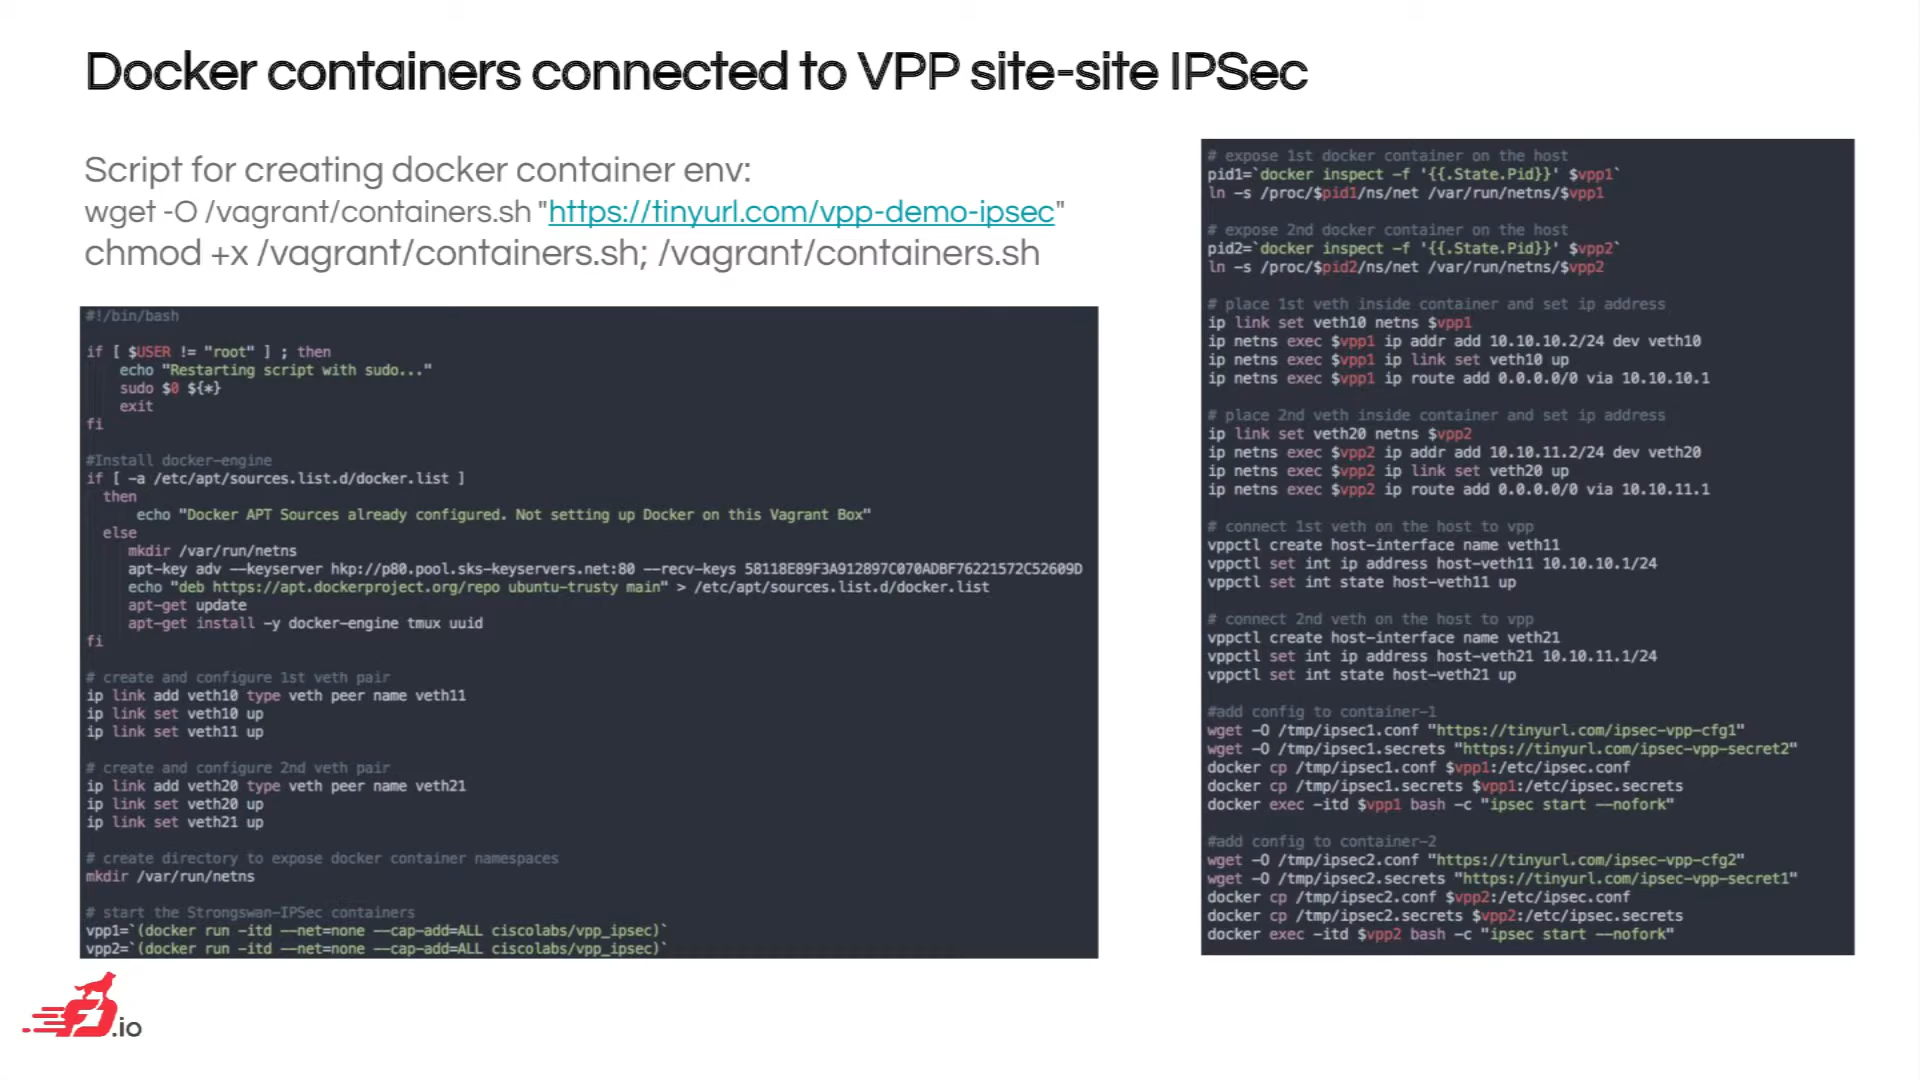 Docker containers connected to VPP site-site IPSec
Script for creating docker container env:
wget -O /vagrant/containers.sh "https://tinyurl.com/vpp-demo-ipsec"
chmod +x /vagrant/containers.sh; /vagrant/containers.sh
#!/bin/bash
if [ $USER != "root" ] ; then
echo "Restarting script with sudo..."
sudo $0 ${*}
exit
fi
#Install docker-engine
if [ -a /etc/apt/sources.list.d/docker.list ]
then
echo "Docker APT Sources already configured. Not setting up Docker on this Vagrant Box"
else
mkdir /var/run/netns
apt-key adv --keyserver hkp://p80.pool.sks-keyservers.net:80 --recv-keys 58118E89F3A912897C070ADBF76221572C52609D
echo "deb https://apt.dockerproject.org/repo ubuntu-trusty main" > /etc/apt/sources.list.d/docker.list
apt-get update
apt-get install -y docker-engine tmux uuid
fi
# create and configure 1st veth pair
ip link add veth10 type veth peer name veth11
ip link set veth10 up
ip link set veth11 up
# create and configure 2nd veth pair
ip link add veth20 type veth peer name veth21
ip link set veth20 up
ip link set veth21 up
# create directory to expose docker container namespaces
mkdir /var/run/netns
# start the Strongswan-IPSec containers
vpp1=`(docker run -itd --net=none --cap-add=ALL ciscolabs/vpp_ipsec)`
vpp2=`(docker run -itd --net=none --cap-add=ALL ciscolabs/vpp_ipsec)`
# expose 1st docker container on the host
pid1=`docker inspect -f '{{.State.Pid}}' $vpp1`
ln -s /proc/$pid1/ns/net /var/run/netns/$vpp1
# expose 2nd docker container on the host
pid2=`docker inspect -f '{{.State.Pid}}' $vpp2`
ln -s /proc/$pid2/ns/net /var/run/netns/$vpp2
# place 1st veth inside container and set ip address
ip link set veth10 netns $vpp1
ip netns exec $vpp1 ip addr add 10.10.10.2/24 dev veth10
ip netns exec $vpp1 ip link set veth10 up
ip netns exec $vpp1 ip route add 0.0.0.0/0 via 10.10.10.1
# place 2nd veth inside container and set ip address
ip link set veth20 netns $vpp2
ip netns exec $vpp2 ip addr add 10.10.11.2/24 dev veth20
ip netns exec $vpp2 ip link set veth20 up
ip netns exec $vpp2 ip route add 0.0.0.0/0 via 10.10.11.1
# connect 1st veth on the host to vpp
vppctl create host-interface name veth11
vppctl set int ip address host-veth11 10.10.10.1/24
vppctl set int state host-veth11 up
# connect 2nd veth on the host to vpp
vppctl create host-interface name veth21
vppctl set int ip address host-veth21 10.10.11.1/24
vppctl set int state host-veth21 up
#add config to container-1
wget -O /tmp/ipsec1.conf "https://tinyurl.com/ipsec-vpp-cfg1"
wget -O /tmp/ipsec1.secrets "https://tinyurl.com/ipsec-vpp-secret2"
docker cp /tmp/ipsec1.conf $vpp1:/etc/ipsec.conf
docker cp /tmp/ipsec1.secrets $vpp1:/etc/ipsec.secrets
docker exec -itd $vpp1 bash -c "ipsec start --nofork"
#add config to container-2
wget -O /tmp/ipsec2.conf "https://tinyurl.com/ipsec-vpp-cfg2"
wget -O /tmp/ipsec2.secrets "https://tinyurl.com/ipsec-vpp-secret1"
docker cp /tmp/ipsec2.conf $vpp2:/etc/ipsec.conf
docker cp /tmp/ipsec2.secrets $vpp2:/etc/ipsec.secrets
docker exec -itd $vpp2 bash -c "ipsec start --nofork"
FD.io